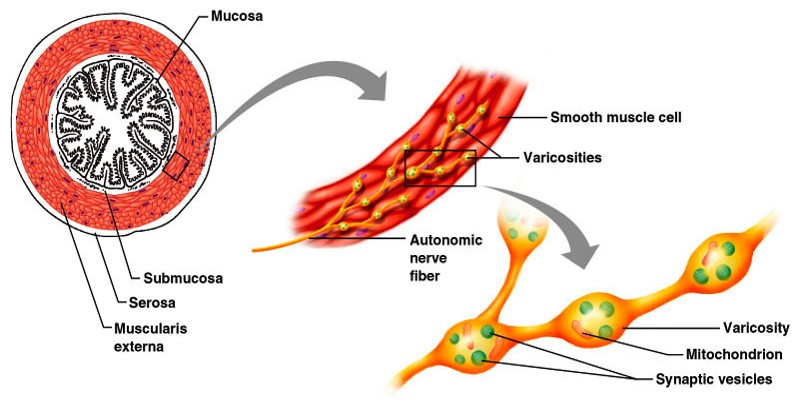 Mucosa
Smooth muscle cell
Varicosities
Autonomic
nerve
fiber
Submucosa
Serosa
Muscularis
externa
Varicosity
Mitochondrion
Synaptic vesicles